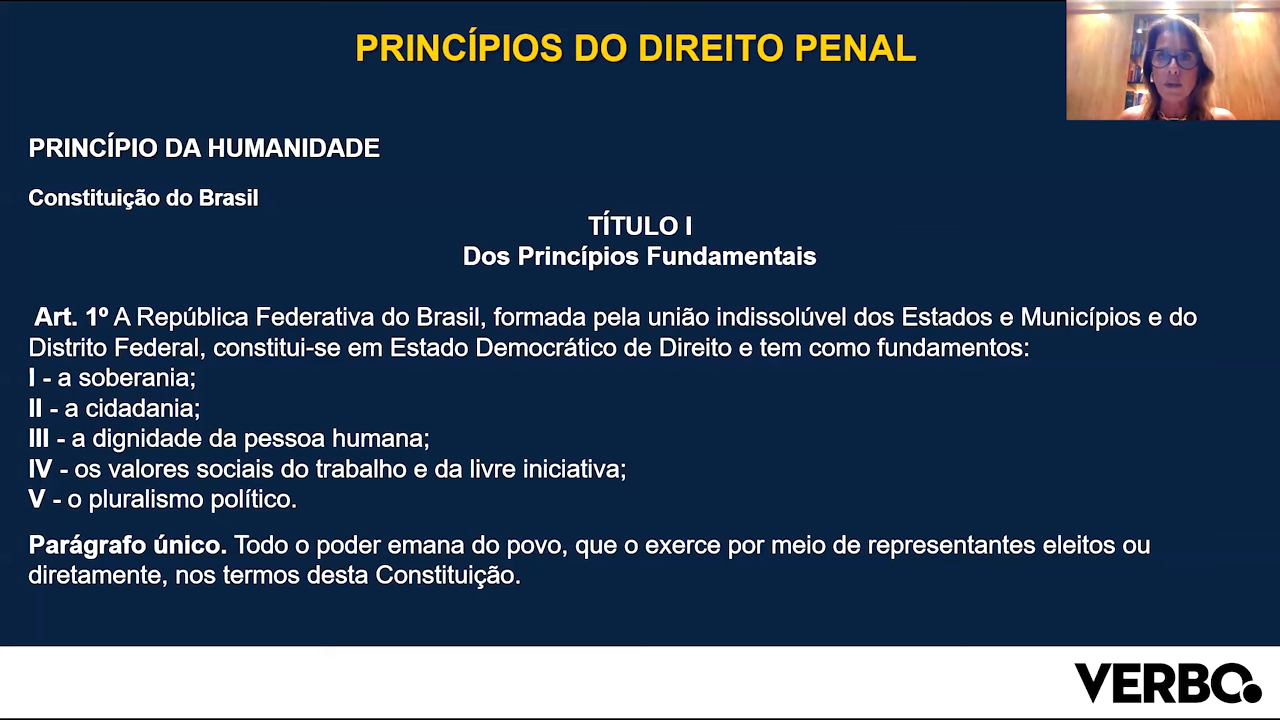 PRINCÍPIOS DO DIREITO PENAL
PRINCÍPIO DA HUMANIDADE
Constituição do Brasil
TÍTULO I
Dos Princípios Fundamentais
Art. 1º A República Federativa do Brasil, formada pela união indissolúvel dos Estados e Municípios e do
Distrito Federal, constitui-se em Estado Democrático de Direito e tem como fundamentos:
I - a soberania;
II - a cidadania;
III - a dignidade da pessoa humana;
IV - os valores sociais do trabalho e da livre iniciativa;
V - o pluralismo político.
Parágrafo único. Todo o poder emana do povo, que o exerce por meio de representantes eleitos ou
diretamente, nos termos desta Constituição.
VERBO.